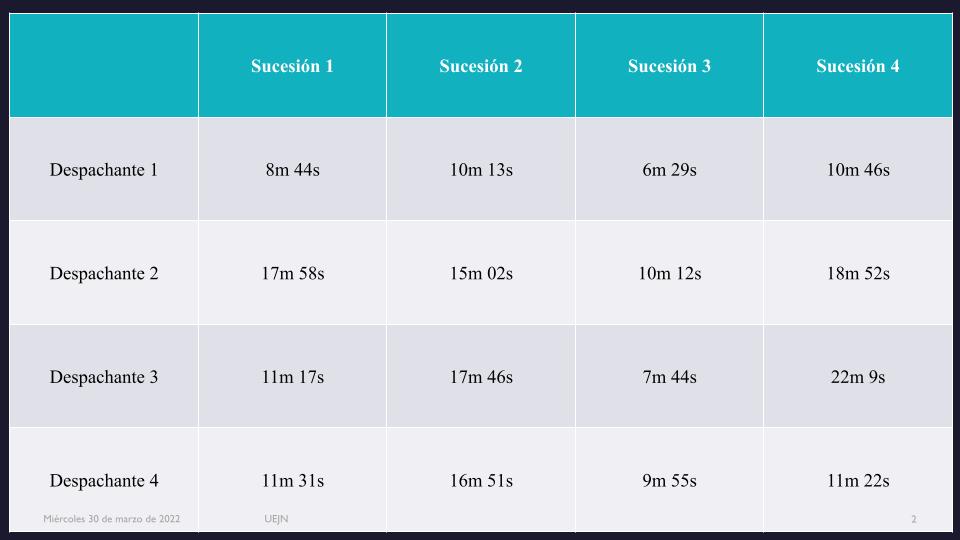 Sucesión 1 Sucesión 2 Sucesión 3 Sucesión 4
Despachante 1 8m 44s 10m 13s 6m 29s 10m 46s
Despachante 2 17m 58s 15m 02s 10m 12s 18m 52s
Despachante 3 11m 17s 17m 46s 7m 44s 22m 9s
Despachante 4 11m 31s 16m 51s 9m 55s 11m 22s
Miércoles 30 de marzo de 2022 UEJN 2